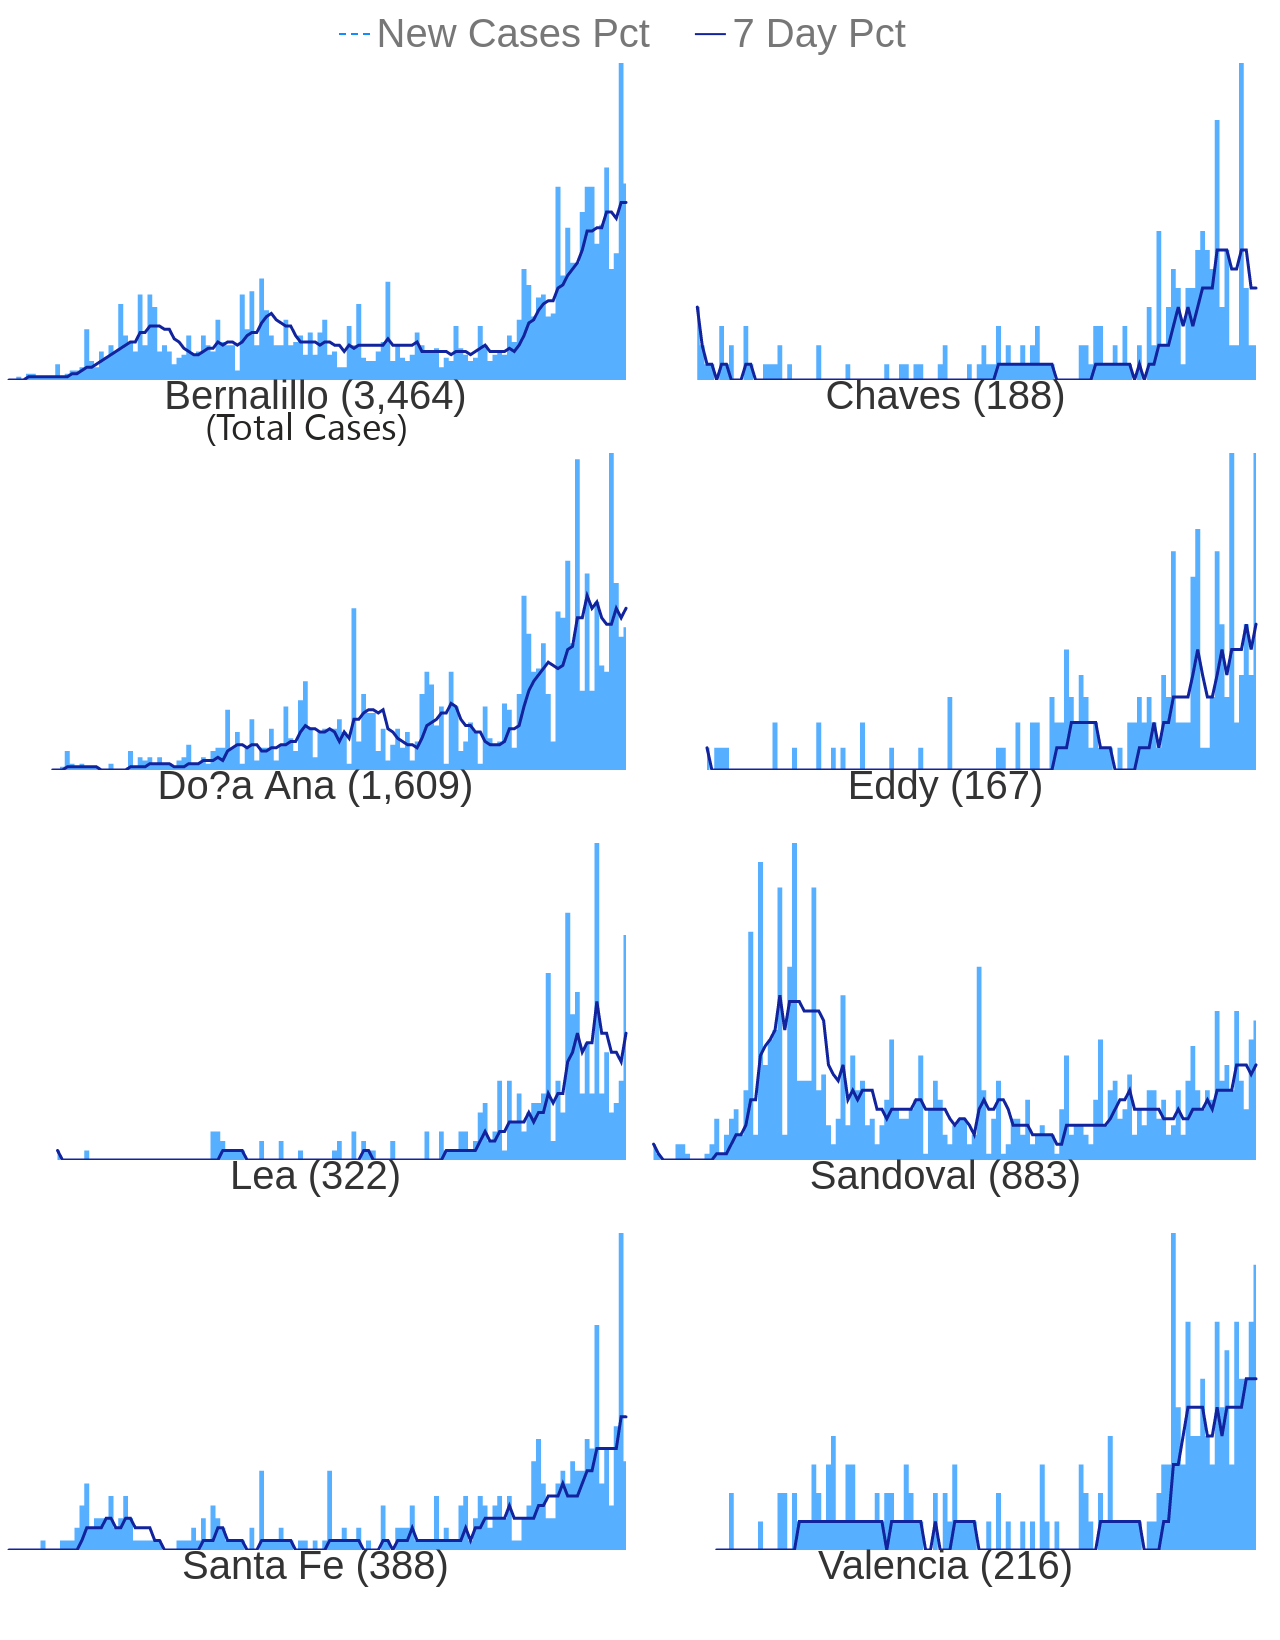 New Cases Pct 7 Day Pct
Bernalillo (3,464) Chaves (188)
(Total Cases)
Do?a Ana (1,609) Eddy (167)
Lea (322) Sandoval (883)
Santa Fe (388) Valencia (216)